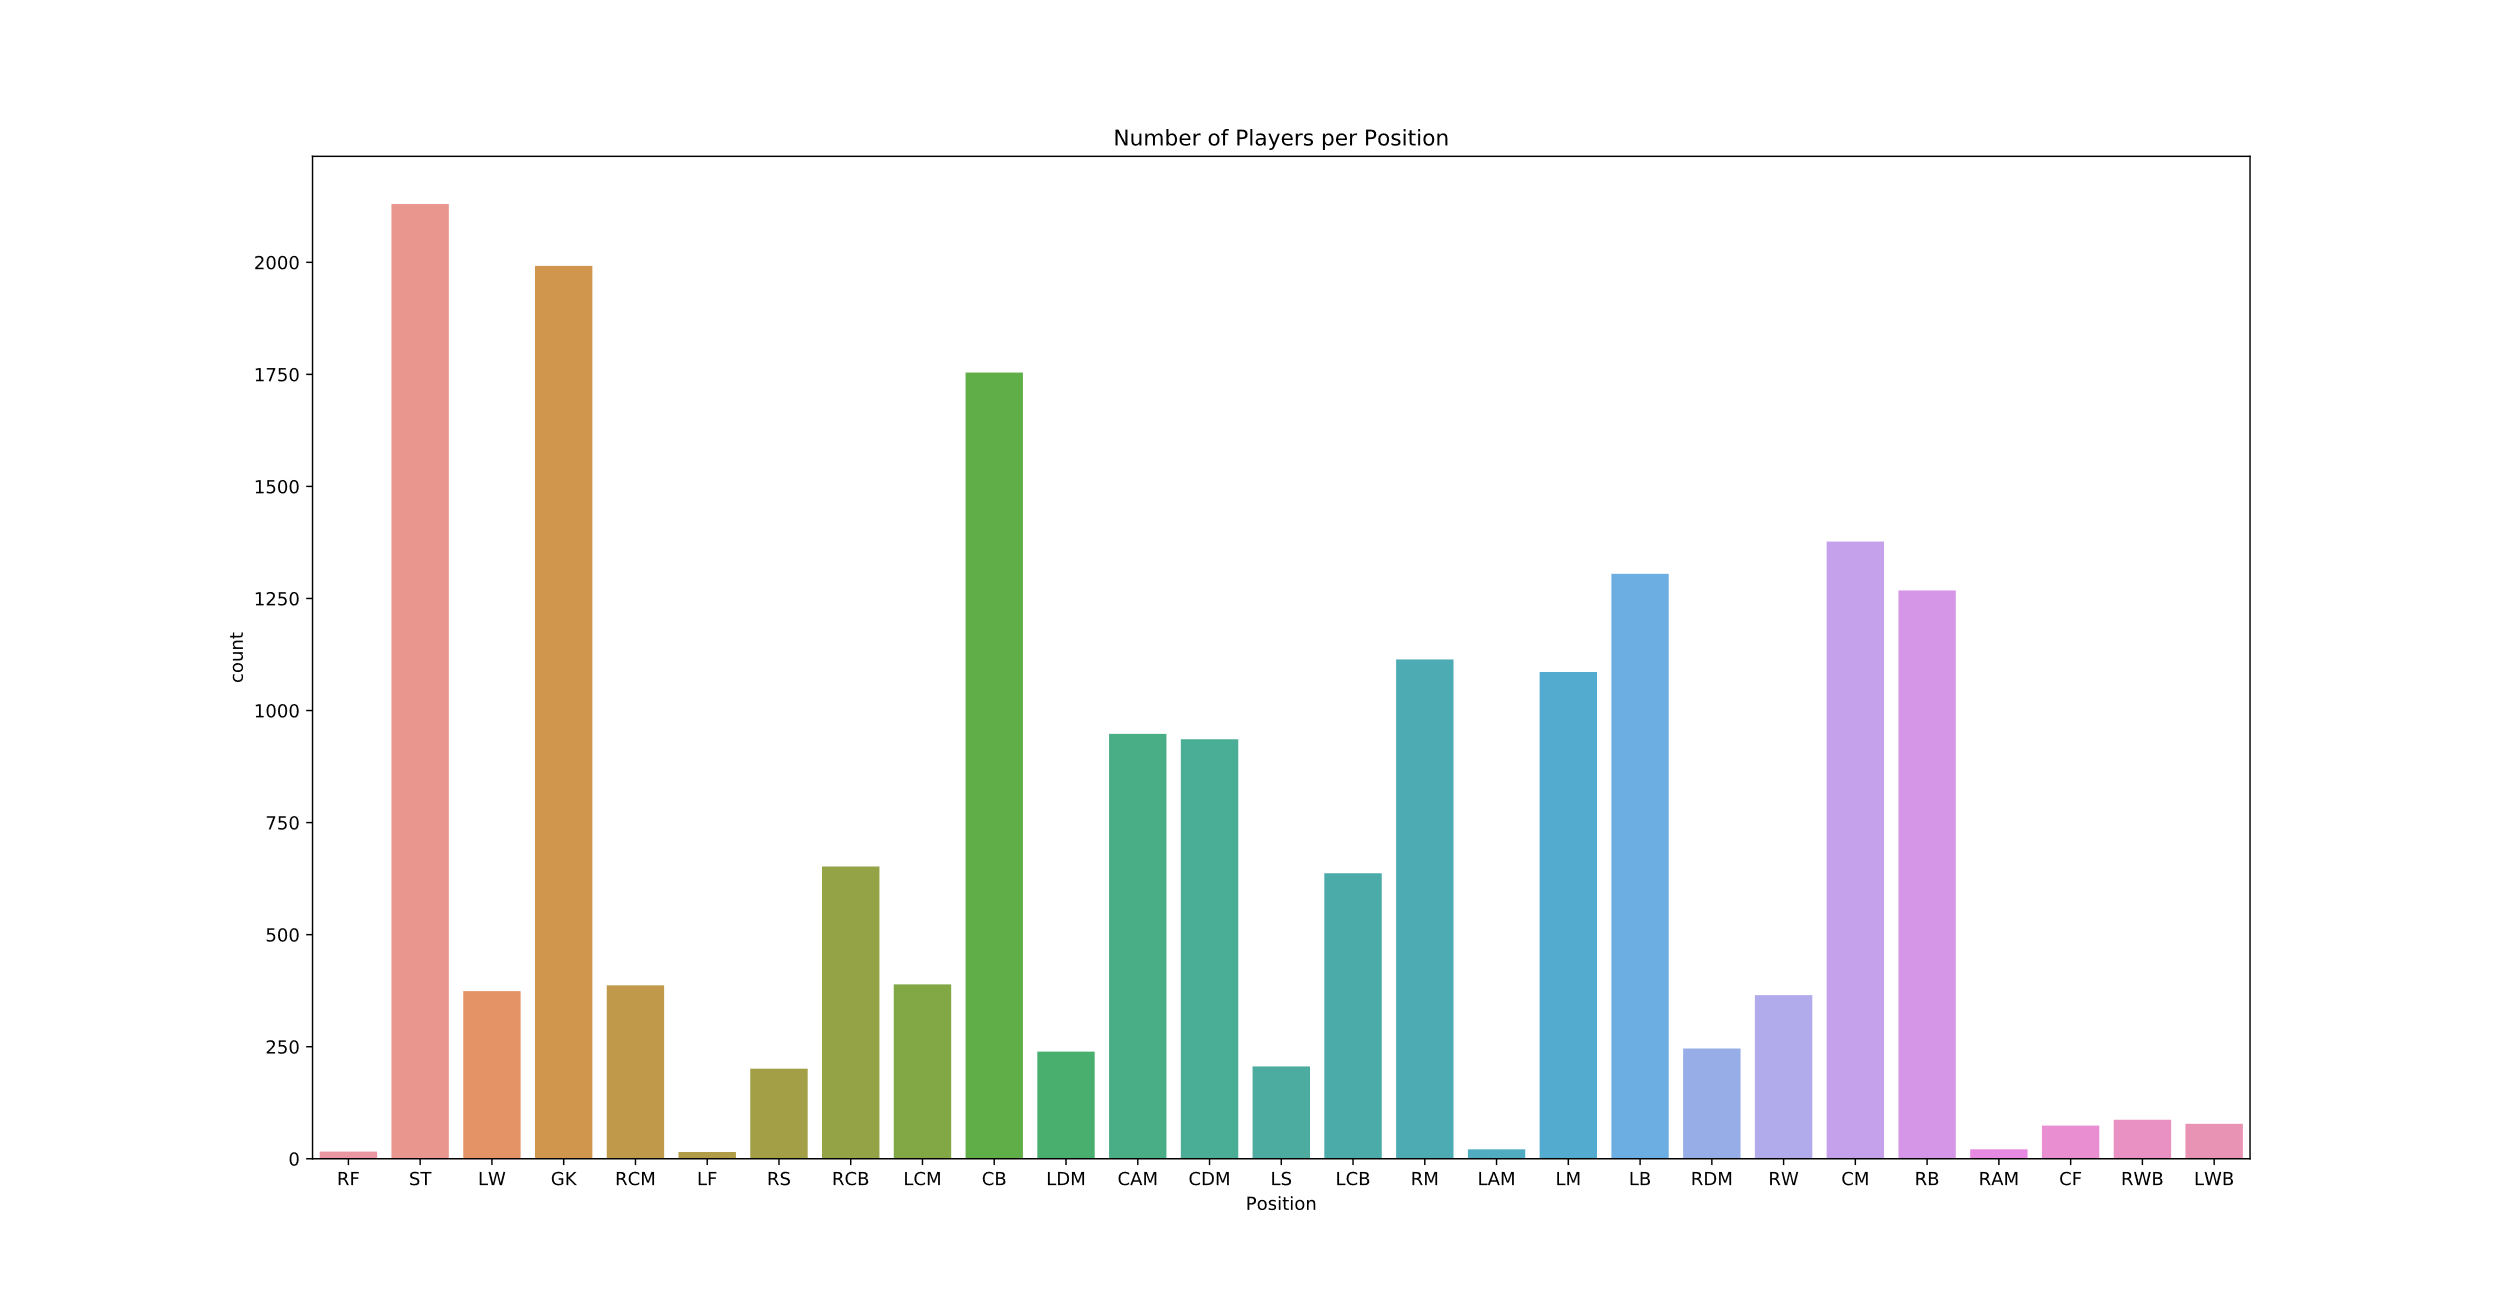 Number of Players per Position
2000
1750
1500
1250
1000
750
500
250
0
count
RF ST LW GK RCM LF RS RCB LCM CB LDM CAM CDM LS LCB RM LAM LM LB RDM RW CM RB RAM CF RWB LWB
Position